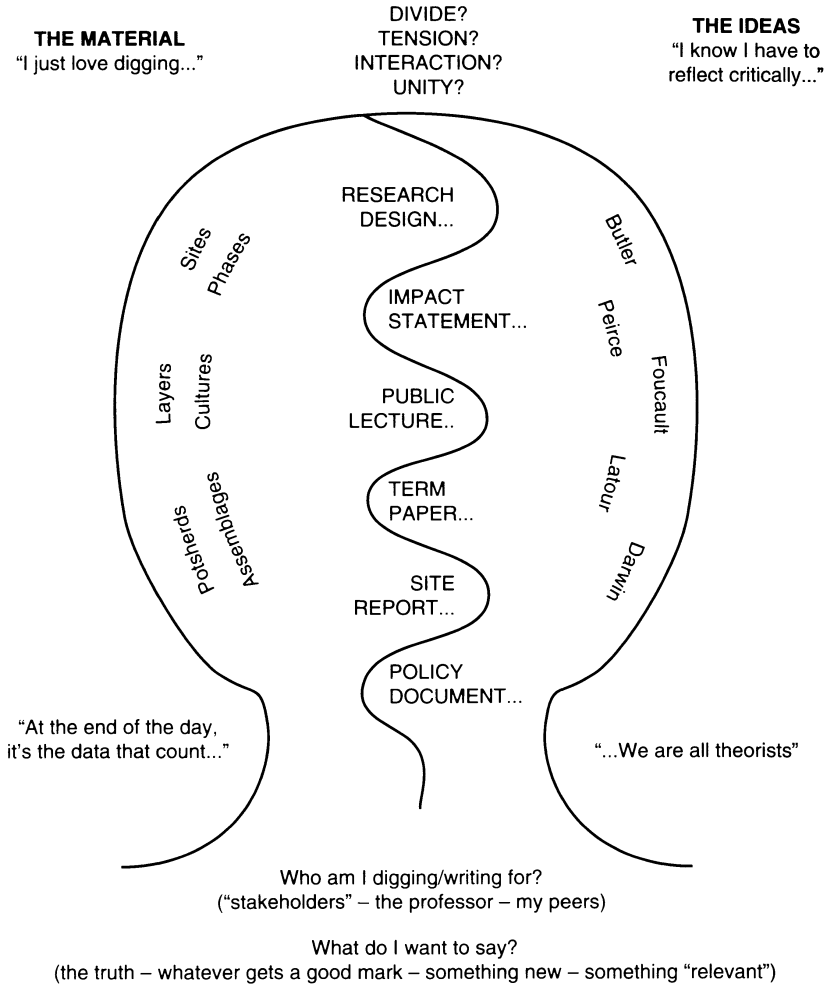 THE MATERIAL
“I just love digging...”
DIVIDE?
TENSION?
INTERACTION?
UNITY?
THE IDEAS
“I know I have to
reflect critically...”
RESEARCH
DESIGN...
IMPACT
STATEMENT...
PUBLIC
LECTURE..
TERM
PAPER...
SITE
REPORT...
POLICY
DOCUMENT...
Sites
Phases
Layers
Cultures
Potsherds
Assemblages
Butler
Peirce
Foucault
Latour
Darwin
“At the end of the day,
it’s the data that count...”
“...We are all theorists”
Who am I digging/writing for?
(“stakeholders” – the professor – my peers)
What do I want to say?
(the truth – whatever gets a good mark – something new – something “relevant”)